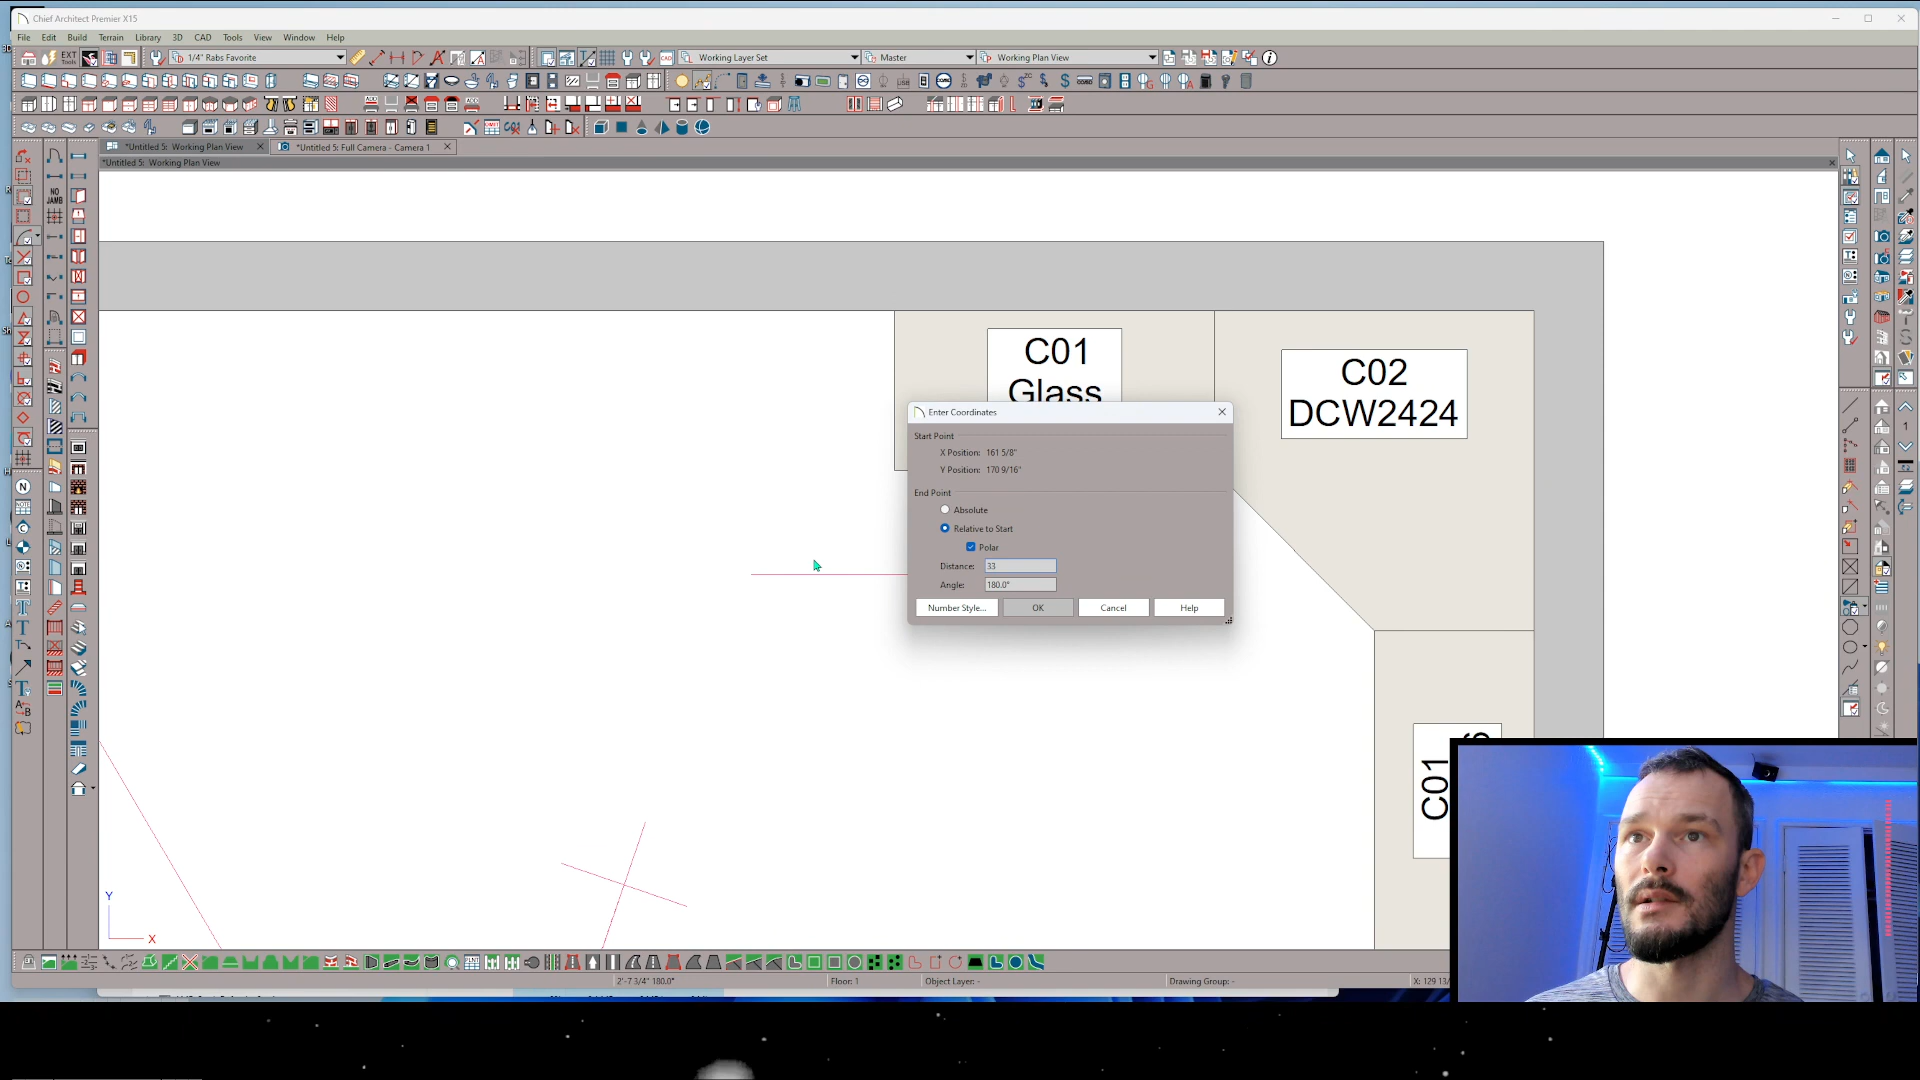 Chief Architect Premier X15
File Edit Build Terrain Library 3D CAD Tools View Window Help
EXT Tools
1/4" Rabs Favorite
Working Layer Set
Master
Working Plan View
*Untitled 5: Working Plan View
*Untitled 5: Full Camera - Camera 1
*Untitled 5: Working Plan View
NO JAMB
C01
Glass
C02
DCW2424
Enter Coordinates
Start Point
X Position: 161 5/8"
Y Position: 170 9/16"
End Point
Absolute
Relative to Start
Polar
Distance: 33
Angle: 180.0°
Number Style... OK Cancel Help
C01
Y
X
2'-7 3/4" 180.0°
Floor: 1
Object Layer: -
Drawing Group: -